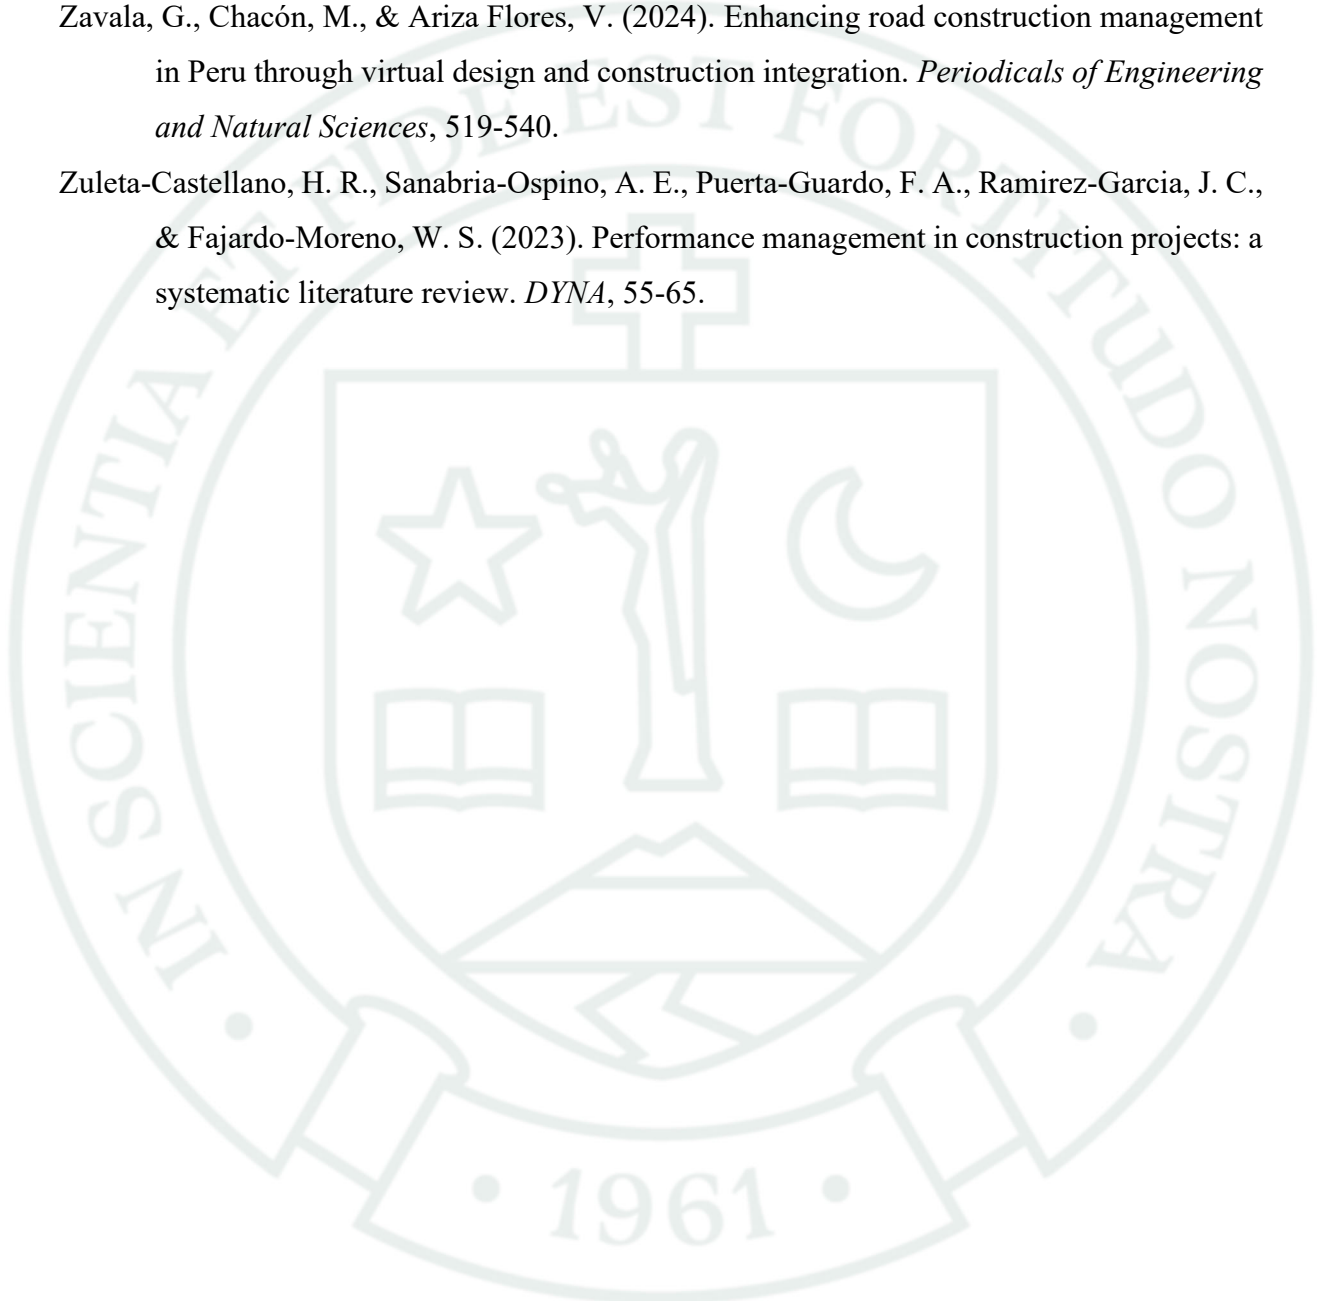 Zavala, G., Chacón, M., & Ariza Flores, V. (2024). Enhancing road construction management
in Peru through virtual design and construction integration. Periodicals of Engineering
and Natural Sciences, 519-540.
Zuleta-Castellano, H. R., Sanabria-Ospino, A. E., Puerta-Guardo, F. A., Ramirez-Garcia, J. C.,
& Fajardo-Moreno, W. S. (2023). Performance management in construction projects: a
systematic literature review. DYNA, 55-65.
IN SCIENTIA ET FIDE EST FORTITUDO NOSTRA
• 1961 •